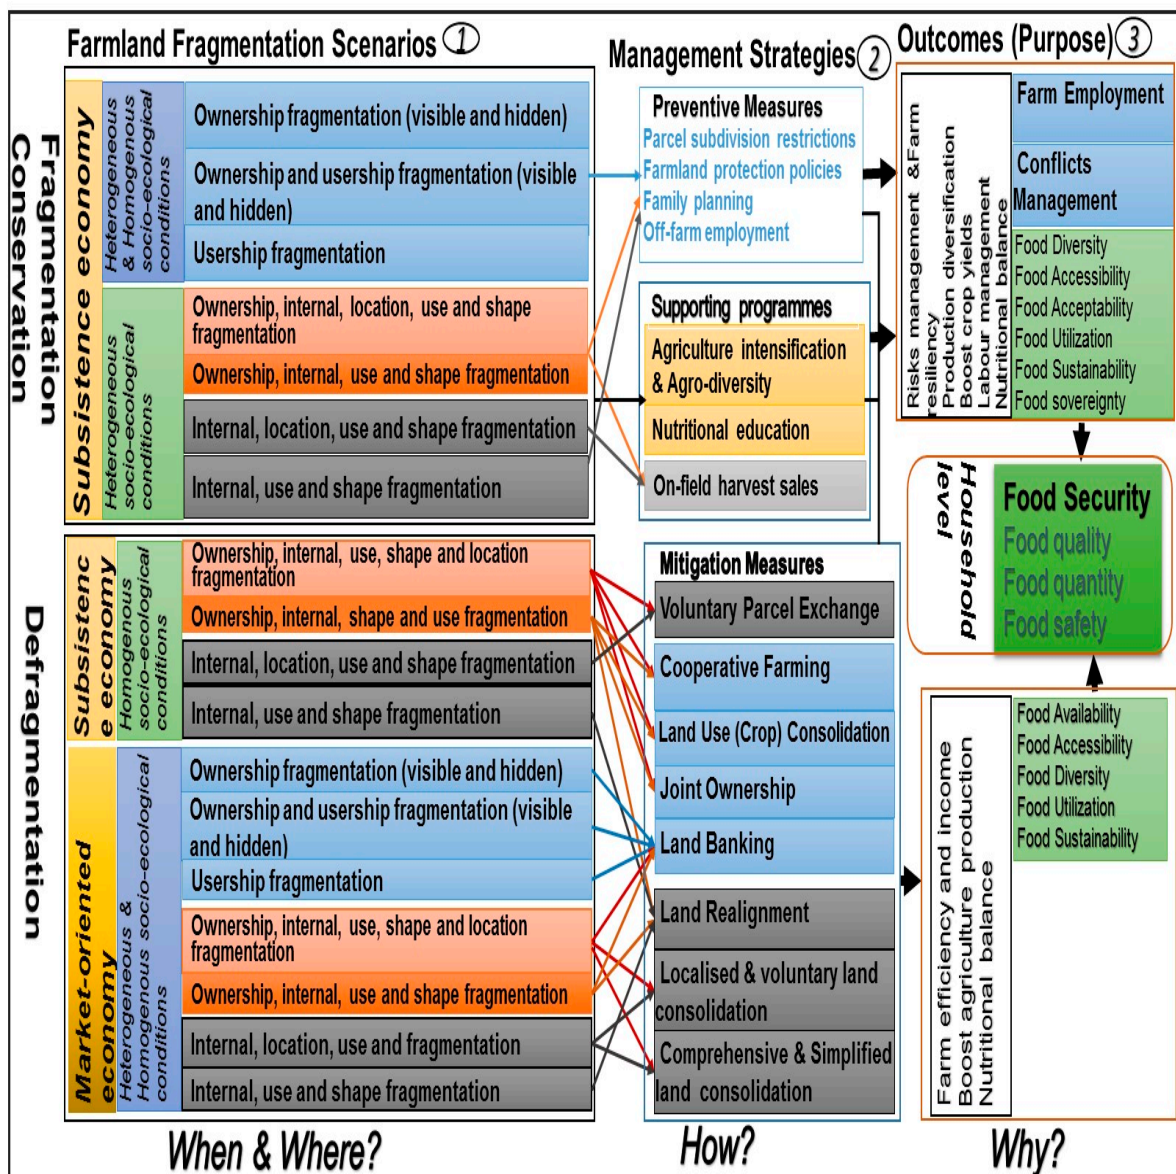 Farmland Fragmentation Scenarios 1
Management Strategies 2
Outcomes (Purpose) 3
Fragmentation
Conservation
Subsistence economy
Heterogeneous
& Homogenous
socio-ecological
conditions
Ownership fragmentation (visible and hidden)
Ownership and usership fragmentation (visible
and hidden)
Usership fragmentation
Heterogenous
socio-ecological
conditions
Ownership, internal, location, use and shape
fragmentation
Ownership, internal, use and shape fragmentation
Internal, location, use and shape fragmentation
Internal, use and shape fragmentation
Preventive Measures
Parcel subdivision restrictions
Farmland protection policies
Family planning
Off-farm employment
Supporting programmes
Agriculture intensification
& Agro-diversity
Nutritional education
On-field harvest sales
Risks management &Farm
resiliency
Production diversification
Boost crop yields
Labour management
Nutritional balance
Farm Employment
Conflicts
Management
Food Diversity
Food Accessibility
Food Acceptability
Food Utilization
Food Sustainability
Food sovereignty
Household
level
Food Security
Food quality
Food quantity
Food safety
Defragmentation
Subsistenc
e economy
Homogenous
socio-ecological
conditions
Ownership, internal, use, shape and location
fragmentation
Ownership, internal, shape and use fragmentation
Internal, location, use and shape fragmentation
Internal, use and shape fragmentation
Market-oriented
economy
Heterogeneous &
Homogenous socio-ecological
conditions
Ownership fragmentation (visible and hidden)
Ownership and usership fragmentation (visible
and hidden)
Usership fragmentation
Ownership, internal, use, shape and location
fragmentation
Ownership, internal, use and shape fragmentation
Internal, location, use and fragmentation
Internal, use and shape fragmentation
Mitigation Measures
Voluntary Parcel Exchange
Cooperative Farming
Land Use (Crop) Consolidation
Joint Ownership
Land Banking
Land Realignment
Localised & voluntary land
consolidation
Comprehensive & Simplified
land consolidation
Farm efficiency and income
Boost agriculture production
Nutritional balance
Food Availability
Food Accessibility
Food Diversity
Food Utilization
Food Sustainability
When & Where?
How?
Why?